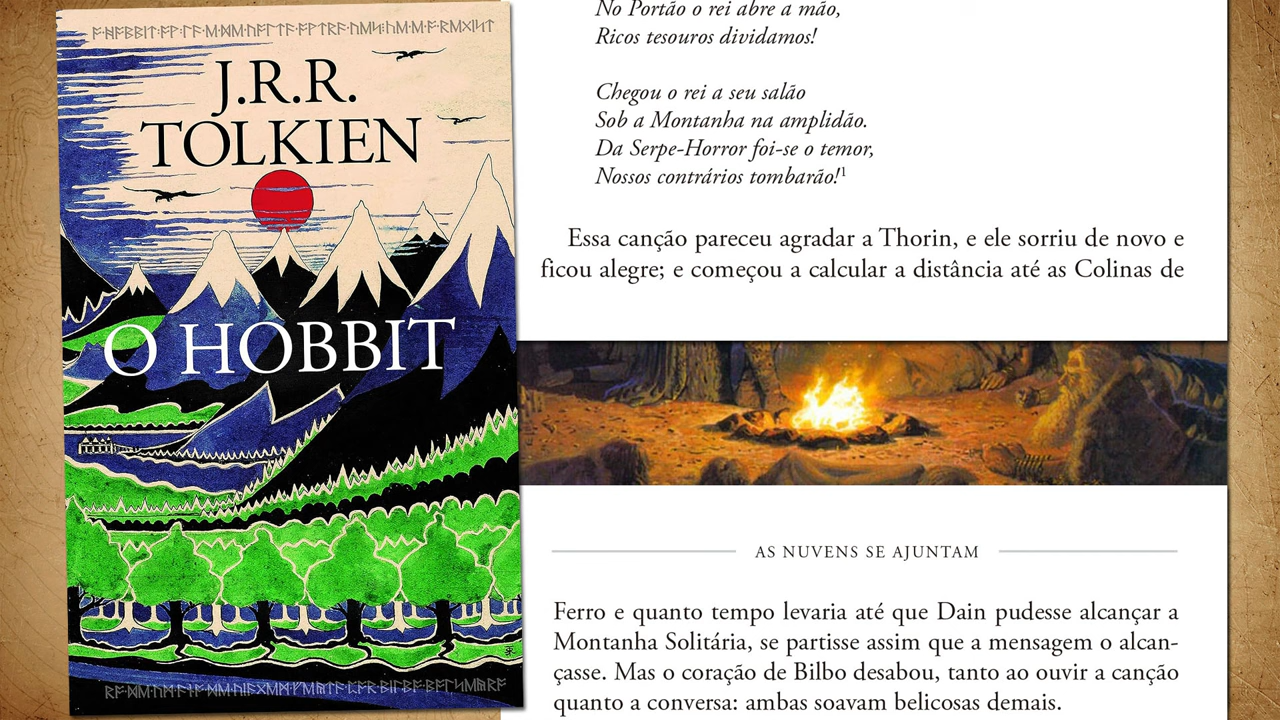 J.R.R.
TOLKIEN
O HOBBIT
No Portão o rei abre a mão,
Ricos tesouros dividamos!
Chegou o rei a seu salão
Sob a Montanha na amplidão.
Da Serpe-Horror foi-se o temor,
Nossos contrários tombarão!¹
Essa canção pareceu agradar a Thorin, e ele sorriu de novo e
ficou alegre; e começou a calcular a distância até as Colinas de
AS NUVENS SE AJUNTAM
Ferro e quanto tempo levaria até que Dain pudesse alcançar a
Montanha Solitária, se partisse assim que a mensagem o alcan-
çasse. Mas o coração de Bilbo desabou, tanto ao ouvir a canção
quanto a conversa: ambas soavam belicosas demais.